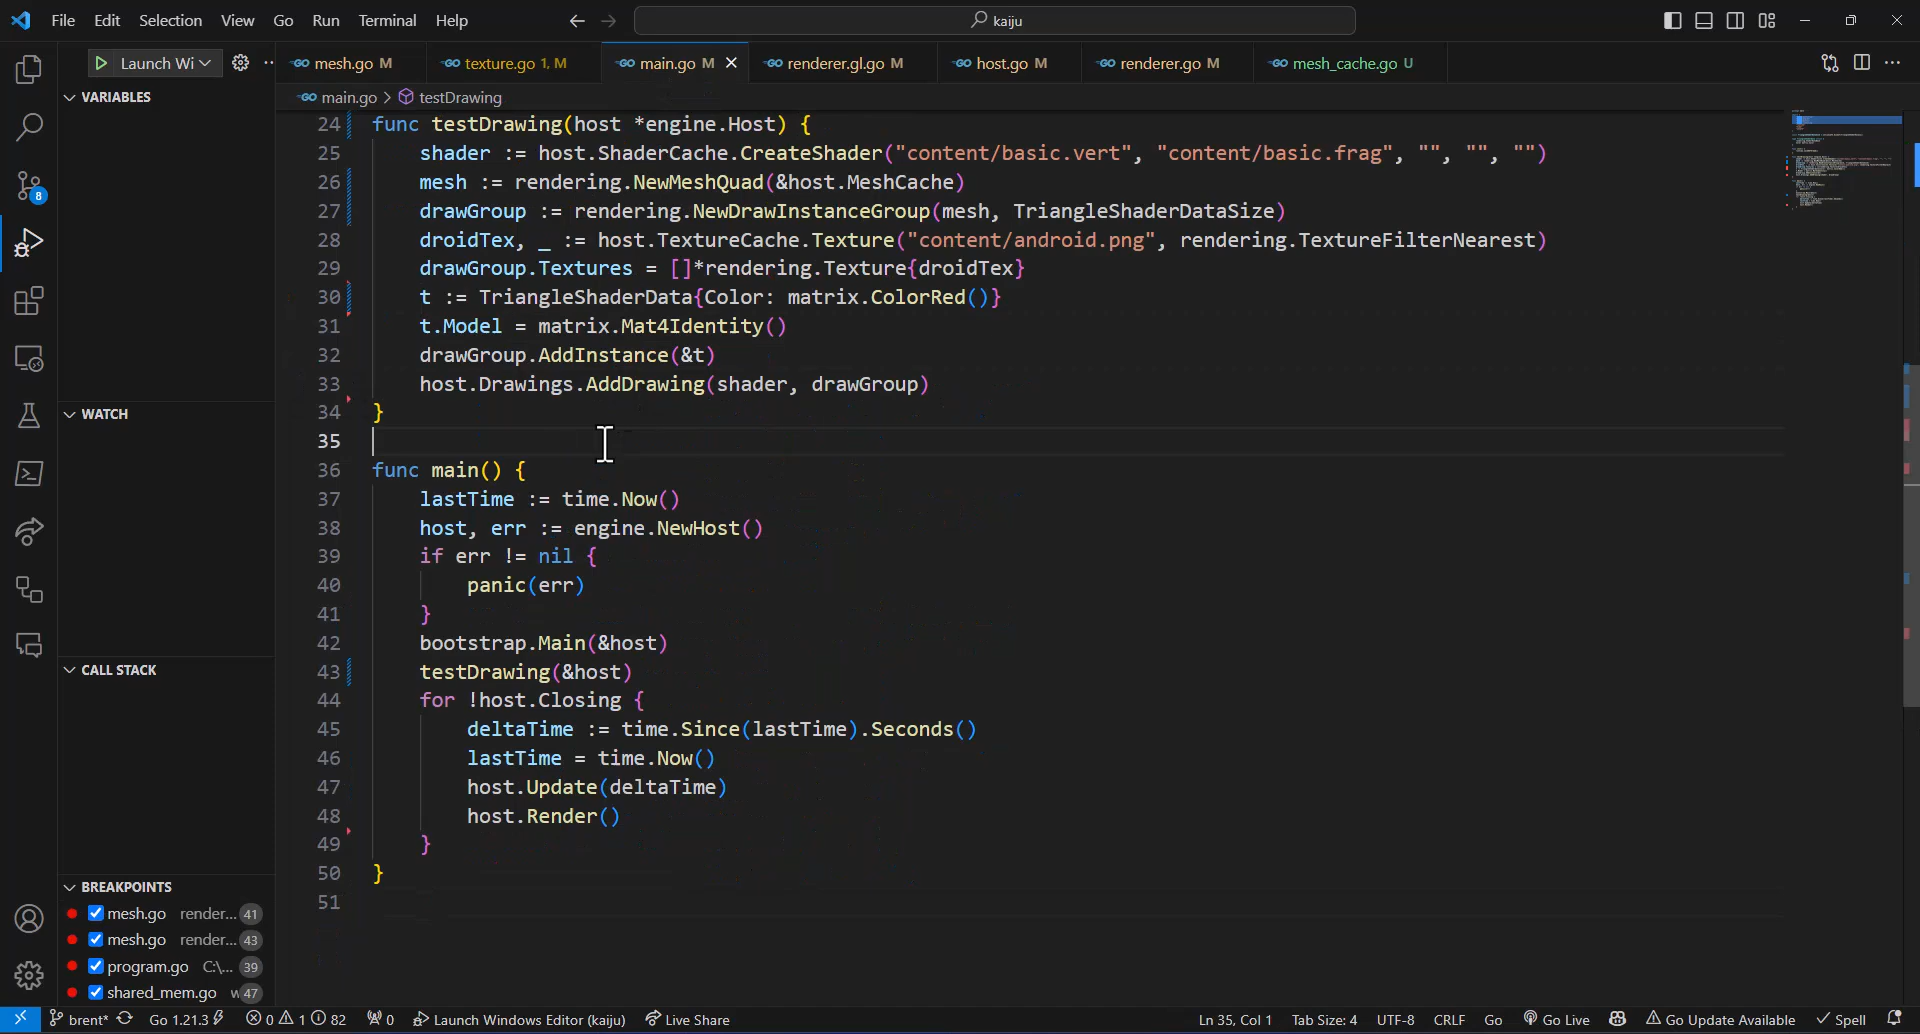 File Edit Selection View Go Run Terminal Help
kaiju
Launch Wi
mesh.go M
texture.go 1, M
main.go M
renderer.gl.go M
host.go M
renderer.go M
mesh_cache.go U
main.go > testDrawing
VARIABLES
WATCH
CALL STACK
BREAKPOINTS
mesh.go render... 41
mesh.go render... 43
program.go C:\... 39
shared_mem.go w 47
8
24 func testDrawing(host *engine.Host) {
25 shader := host.ShaderCache.CreateShader("content/basic.vert", "content/basic.frag", "", "", "")
26 mesh := rendering.NewMeshQuad(&host.MeshCache)
27 drawGroup := rendering.NewDrawInstanceGroup(mesh, TriangleShaderDataSize)
28 droidTex, _ := host.TextureCache.Texture("content/android.png", rendering.TextureFilterNearest)
29 drawGroup.Textures = []*rendering.Texture{droidTex}
30 t := TriangleShaderData{Color: matrix.ColorRed()}
31 t.Model = matrix.Mat4Identity()
32 drawGroup.AddInstance(&t)
33 host.Drawings.AddDrawing(shader, drawGroup)
34 }
35
36 func main() {
37 lastTime := time.Now()
38 host, err := engine.NewHost()
39 if err != nil {
40 panic(err)
41 }
42 bootstrap.Main(&host)
43 testDrawing(&host)
44 for !host.Closing {
45 deltaTime := time.Since(lastTime).Seconds()
46 lastTime = time.Now()
47 host.Update(deltaTime)
48 host.Render()
49 }
50 }
51
brent* Go 1.21.3 0 1 82 0 Launch Windows Editor (kaiju) Live Share Ln 35, Col 1 Tab Size: 4 UTF-8 CRLF Go Go Live Go Update Available Spell